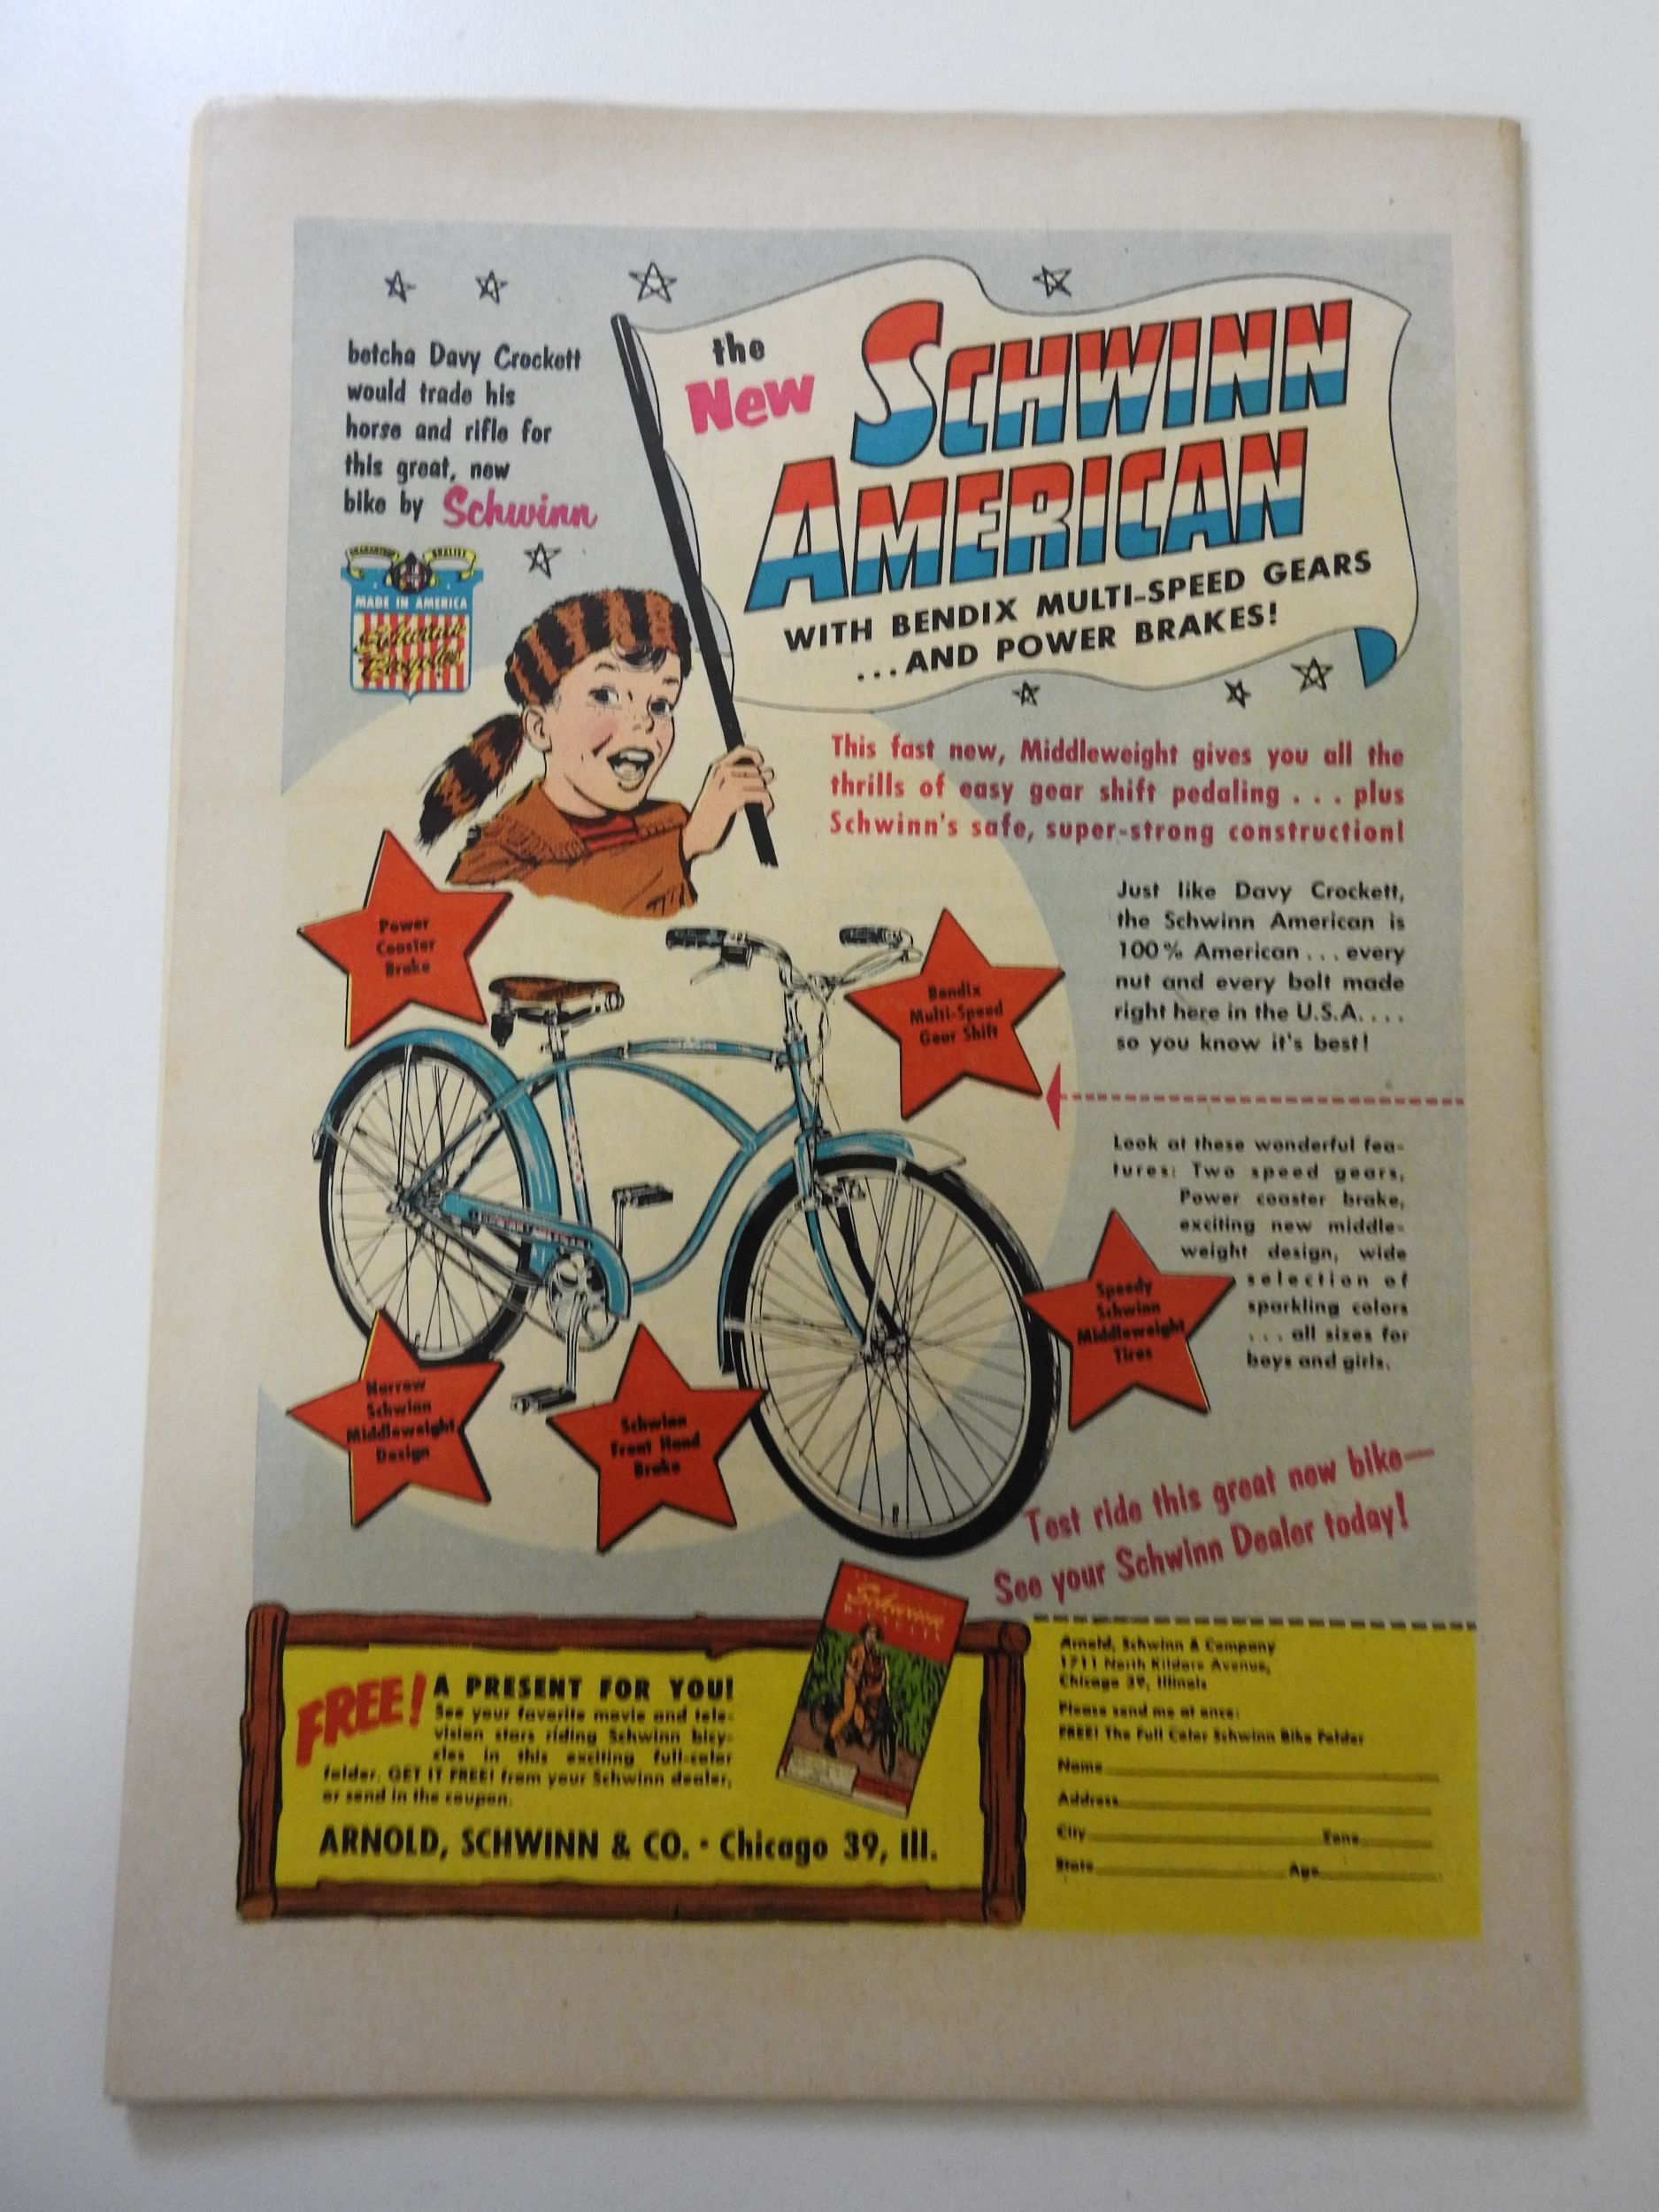 betcha Davy Crockett
would trade his
horse and rifle for
this great, new
bike by Schwinn
GUARANTEED QUALITY
MADE IN AMERICA
Schwinn
Bicycles
the
New SCHWINN
AMERICAN
WITH BENDIX MULTI-SPEED GEARS
...AND POWER BRAKES!
This fast new, Middleweight gives you all the
thrills of easy gear shift pedaling . . . plus
Schwinn's safe, super-strong construction!
Just like Davy Crockett,
the Schwinn American is
100% American . . . every
nut and every bolt made
right here in the U.S.A. . . .
so you know it's best!
Power
Coaster
Brake
Bendix
Multi-Speed
Gear Shift
Look at these wonderful fea-
tures: Two speed gears,
Power coaster brake,
exciting new middle-
weight design, wide
selection of
sparkling colors
. . . all sizes for
boys and girls.
Speedy
Schwinn
Middleweight
Tires
Narrow
Schwinn
Middleweight
Design
Schwinn
Front Hand
Brake
Test ride this great new bike—
See your Schwinn Dealer today!
FREE! A PRESENT FOR YOU!
See your favorite movie and tele-
vision stars riding Schwinn bicy-
cles in this exciting full-color
folder. GET IT FREE! from your Schwinn dealer,
or send in the coupon.
ARNOLD, SCHWINN & CO. • Chicago 39, Ill.
Schwinn
BICYCLES
Arnold, Schwinn & Company
1711 North Kildare Avenue,
Chicago 39, Illinois
Please send me at once:
FREE! The Full Color Schwinn Bike Folder
Name
Address
City Zone
State Age